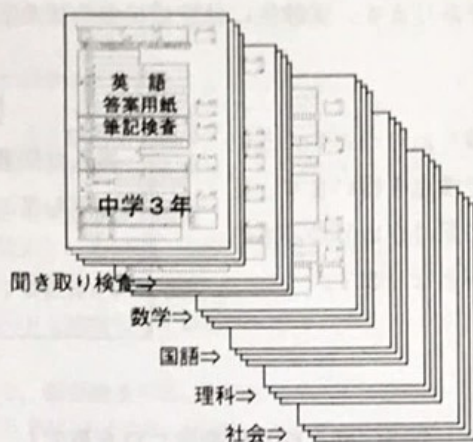 英語
答案用紙
筆記検査
中学3年
聞き取り検査⇒
数学⇒
国語⇒
理科⇒
社会⇒